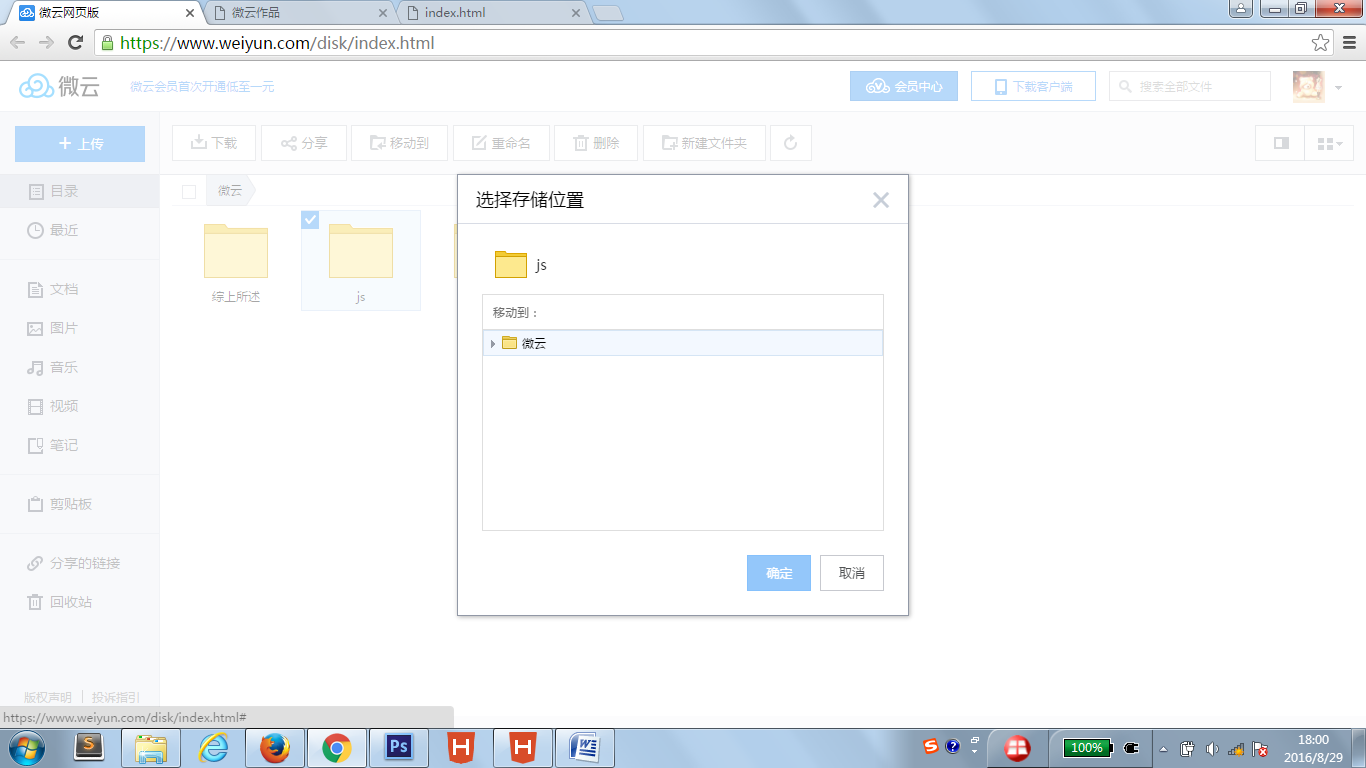 微云网页版
微云作品
index.html
https://www.weiyun.com/disk/index.html
微云
微云会员首次开通低至一元
会员中心
下载客户端
搜索全部文件
上传
下载
分享
移动到
重命名
删除
新建文件夹
目录
最近
文档
图片
音乐
视频
笔记
剪贴板
分享的链接
回收站
版权声明 | 投诉指引
微云
综上所述
js
选择存储位置
js
移动到：
微云
确定
取消
https://www.weiyun.com/disk/index.html#
S
Ps
H
H
W
S
100%
18:00
2016/8/29